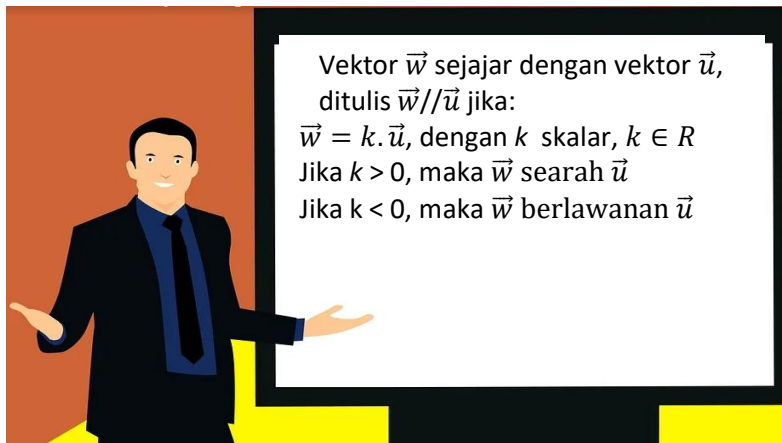 Vektor w⃗ sejajar dengan vektor u⃗,
ditulis w⃗//u⃗ jika:
w⃗ = k. u⃗, dengan k skalar, k ∈ R
Jika k > 0, maka w⃗ searah u⃗
Jika k < 0, maka w⃗ berlawanan u⃗